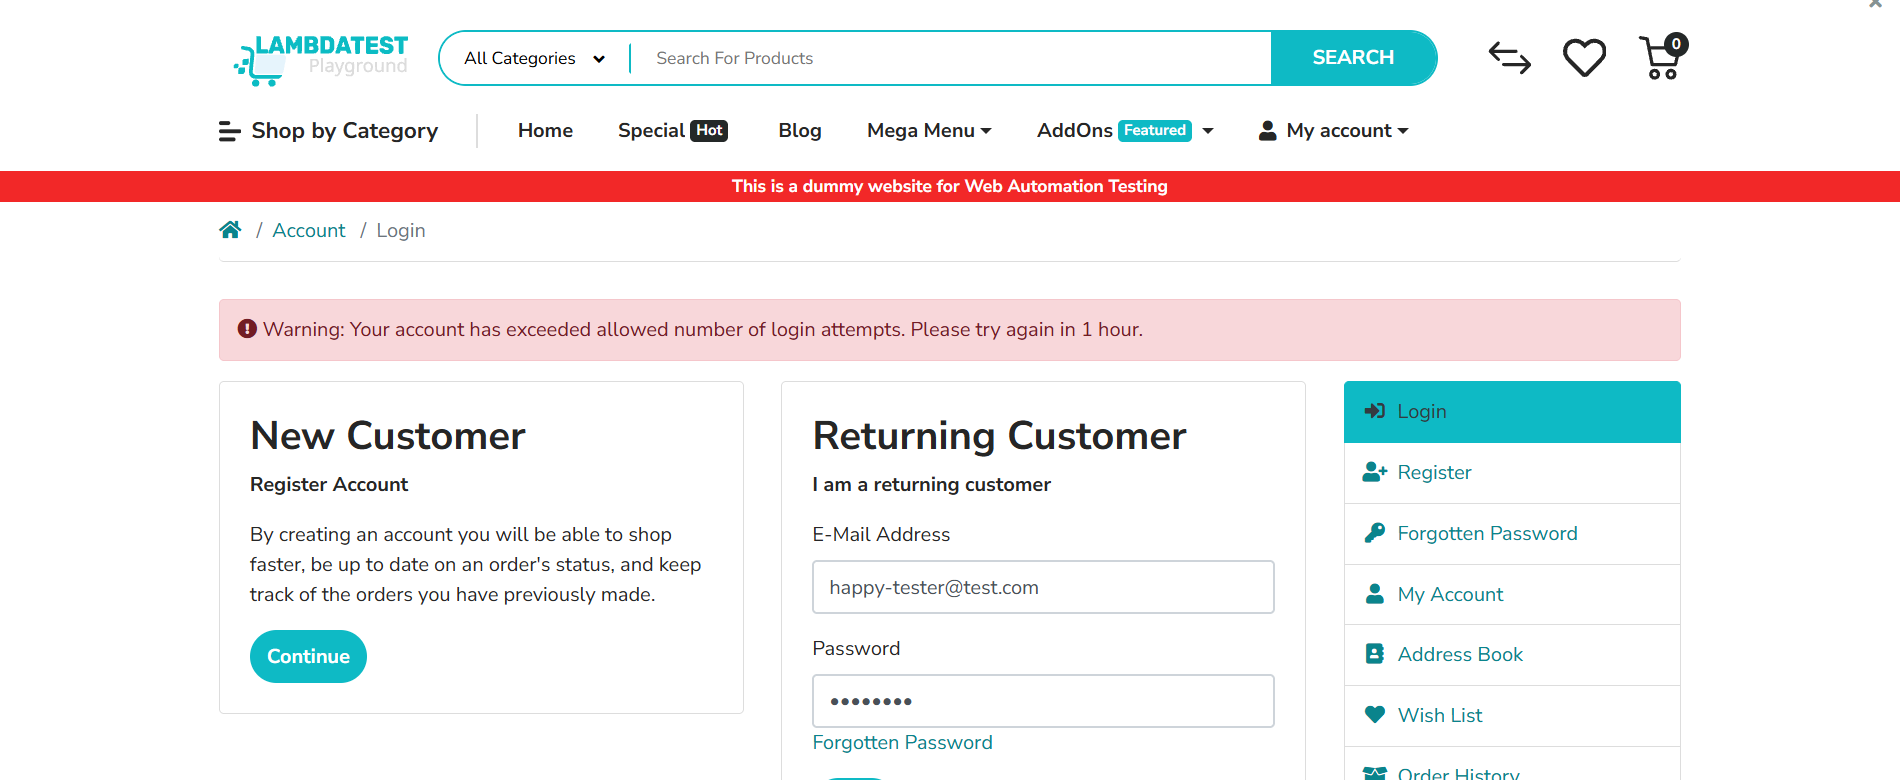 LAMBDATEST
Playground
All Categories
Search For Products
SEARCH
0
Shop by Category
Home
Special Hot
Blog
Mega Menu
AddOns Featured
My account
This is a dummy website for Web Automation Testing
/ Account / Login
Warning: Your account has exceeded allowed number of login attempts. Please try again in 1 hour.
New Customer
Register Account
By creating an account you will be able to shop
faster, be up to date on an order's status, and keep
track of the orders you have previously made.
Continue
Returning Customer
I am a returning customer
E-Mail Address
happy-tester@test.com
Password
••••••••
Forgotten Password
Login
Register
Forgotten Password
My Account
Address Book
Wish List
Order History